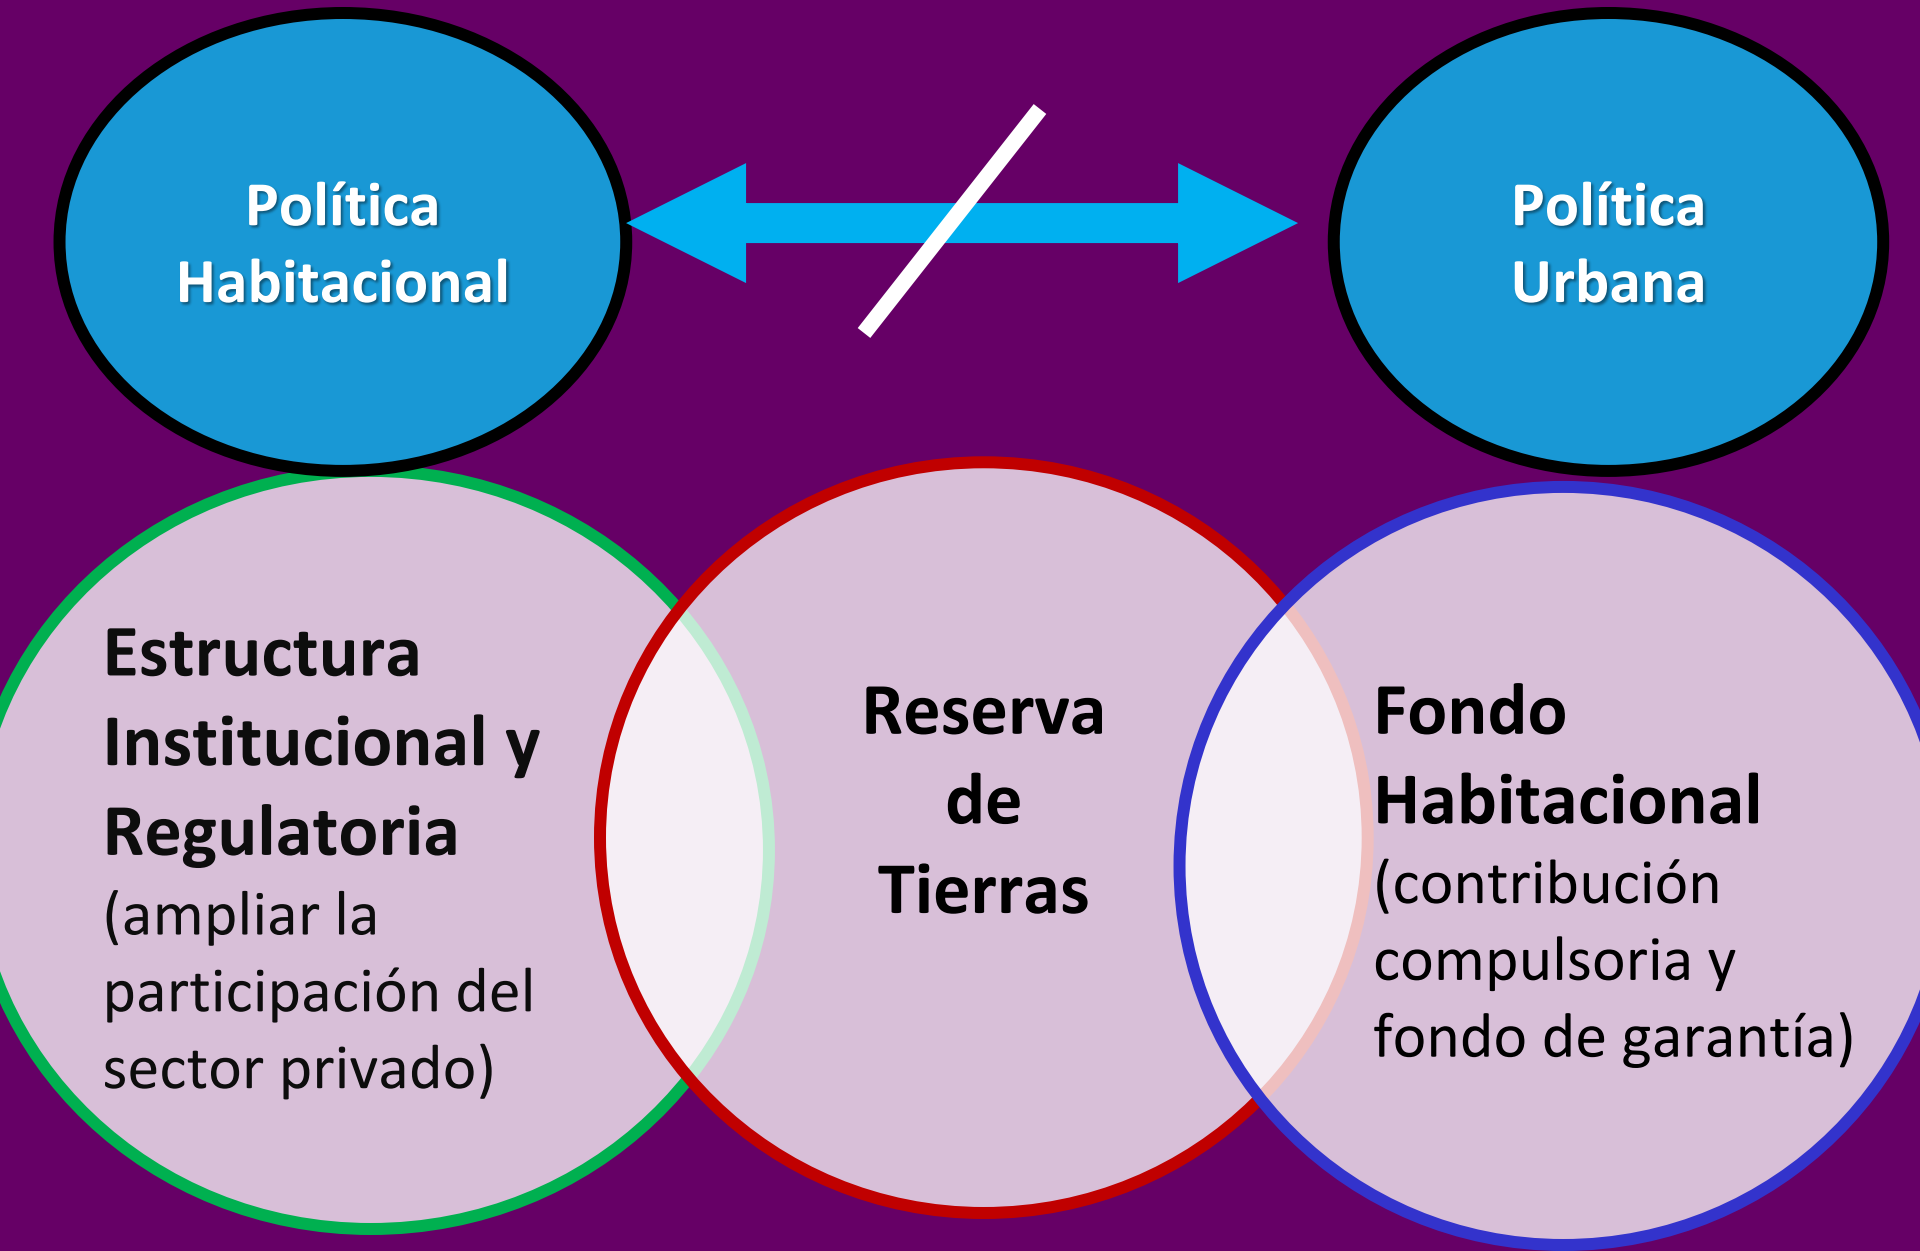 Política
Habitacional
Política
Urbana
Estructura
Institucional y
Regulatoria
(ampliar la
participación del
sector privado)
Reserva
de
Tierras
Fondo
Habitacional
(contribución
compulsoria y
fondo de garantía)